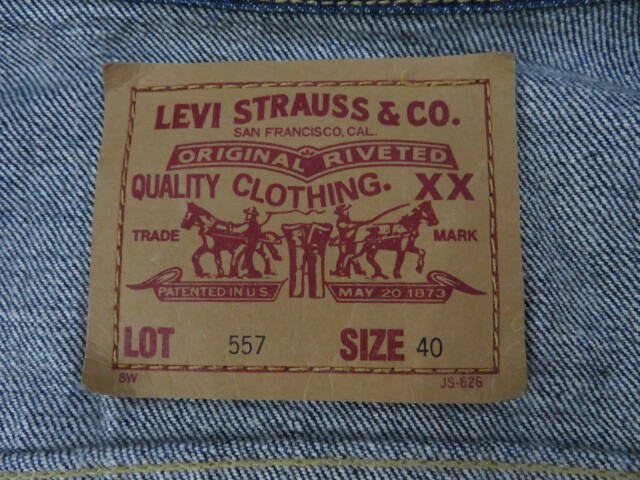 LEVI STRAUSS & CO.
SAN FRANCISCO, CAL.
ORIGINAL RIVETED
QUALITY CLOTHING. XX
TRADE MARK
PATENTED IN U.S. MAY 20 1873
LOT 557 SIZE 40
SW JS-626